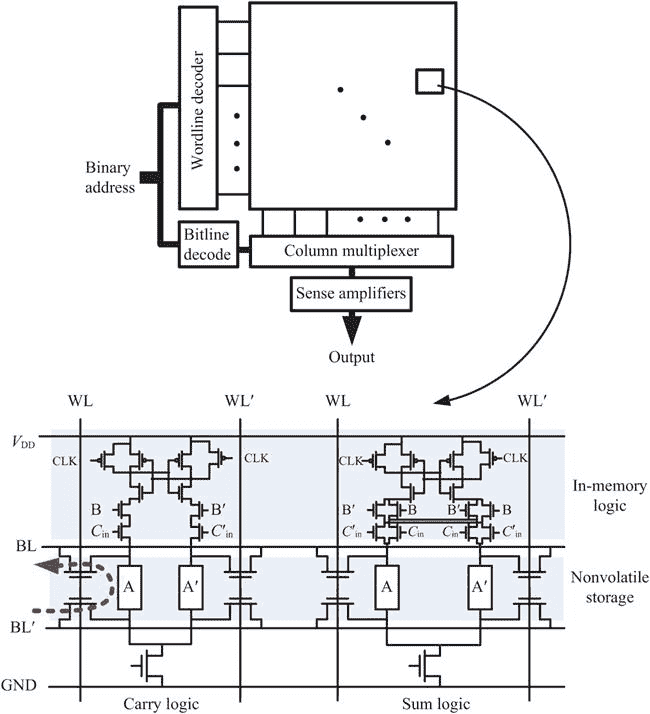 Wordline decoder
Binary
address
Bitline
decode
Column multiplexer
Sense amplifiers
Output
WL WL′ WL WL′
VDD
CLK CLK CLK CLK
In-memory
logic
B B′ B′ B B′ B
Cin C′in C′in Cin Cin C′in
BL
A A′ A A′
Nonvolatile
storage
BL′
GND
Carry logic Sum logic